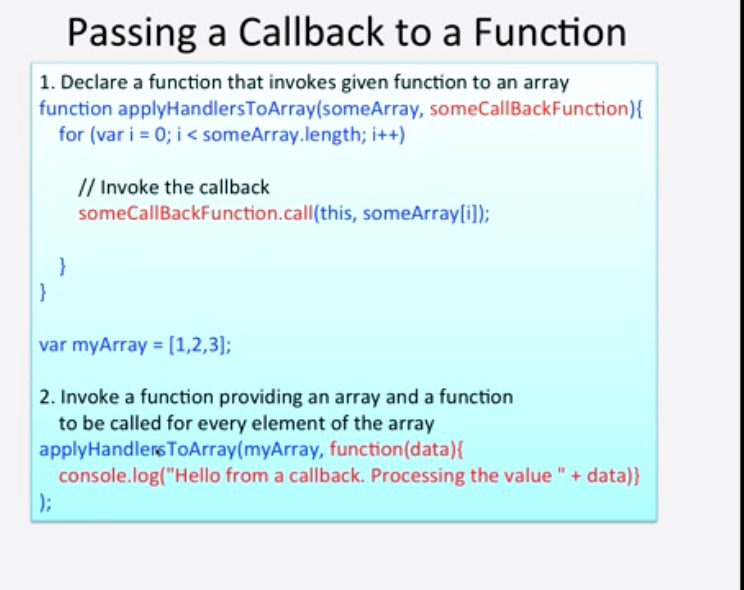 Passing a Callback to a Function
1. Declare a function that invokes given function to an array
function applyHandlersToArray(someArray, someCallBackFunction){
for (var i = 0; i < someArray.length; i++)
// Invoke the callback
someCallBackFunction.call(this, someArray[i]);
}
}
var myArray = [1,2,3];
2. Invoke a function providing an array and a function
to be called for every element of the array
applyHandlersToArray(myArray, function(data){
console.log("Hello from a callback. Processing the value " + data)}
);